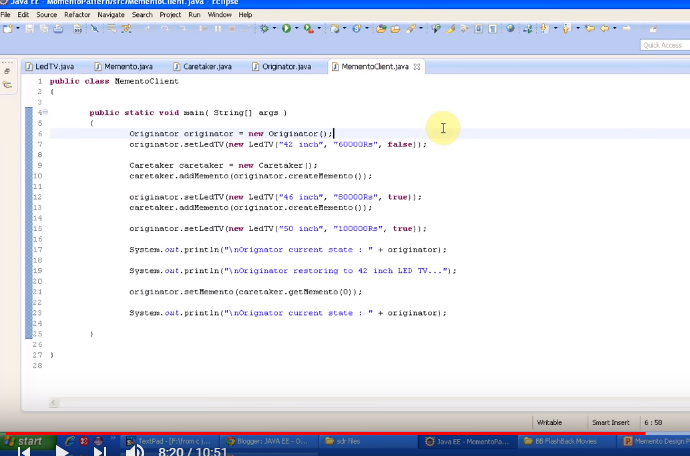 Java EE - MomentoPattern/src/MementoClient.java - Eclipse
File Edit Source Refactor Navigate Search Project Run Window Help
Quick Access
LedTV.java Memento.java Caretaker.java Originator.java MementoClient.java
1 public class MementoClient
2 {
3
4 public static void main( String[] args )
5 {
6 Originator originator = new Originator();
7 originator.setLedTV(new LedTV("42 inch", "60000Rs", false));
8
9 Caretaker caretaker = new Caretaker();
10 caretaker.addMemento(originator.createMemento());
11
12 originator.setLedTV(new LedTV("46 inch", "80000Rs", true));
13 caretaker.addMemento(originator.createMemento());
14
15 originator.setLedTV(new LedTV("50 inch", "100000Rs", true));
16
17 System.out.println("\nOrignator current state : " + originator);
18
19 System.out.println("\nOriginator restoring to 42 inch LED TV...");
20
21 originator.setMemento(caretaker.getMemento(0));
22
23 System.out.println("\nOrignator current state : " + originator);
24
25 }
26
27 }
28
Writable Smart Insert 6 : 58
start TextPad - [F:\from c j... Blogger: JAVA EE - O... sdr files Java EE - MomentoPa... BB FlashBack Movies Memento Design P
8:20 / 10:51